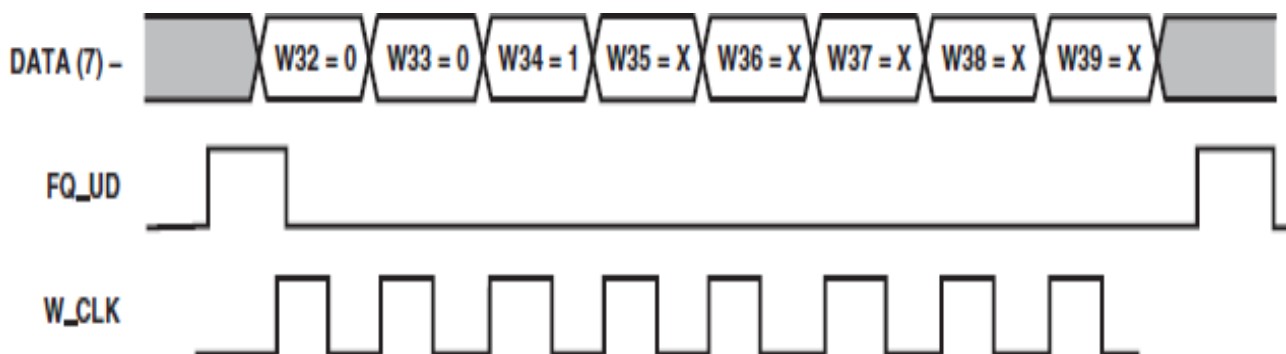 DATA (7) – W32 = 0 W33 = 0 W34 = 1 W35 = X W36 = X W37 = X W38 = X W39 = X
FQ_UD
W_CLK